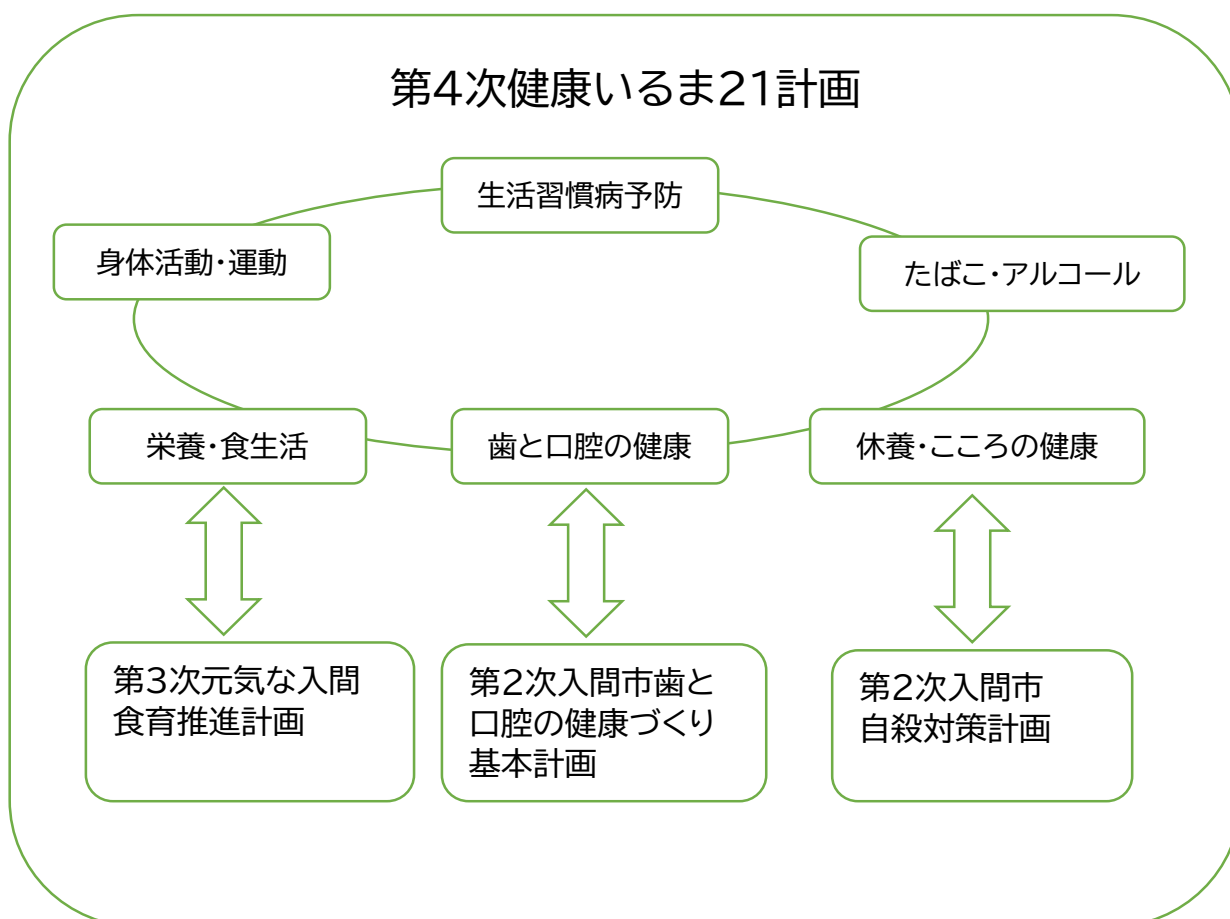 第4次健康いるま21計画
生活習慣病予防
身体活動・運動
たばこ・アルコール
栄養・食生活
歯と口腔の健康
休養・こころの健康
第3次元気な入間
食育推進計画
第2次入間市歯と
口腔の健康づくり
基本計画
第2次入間市
自殺対策計画